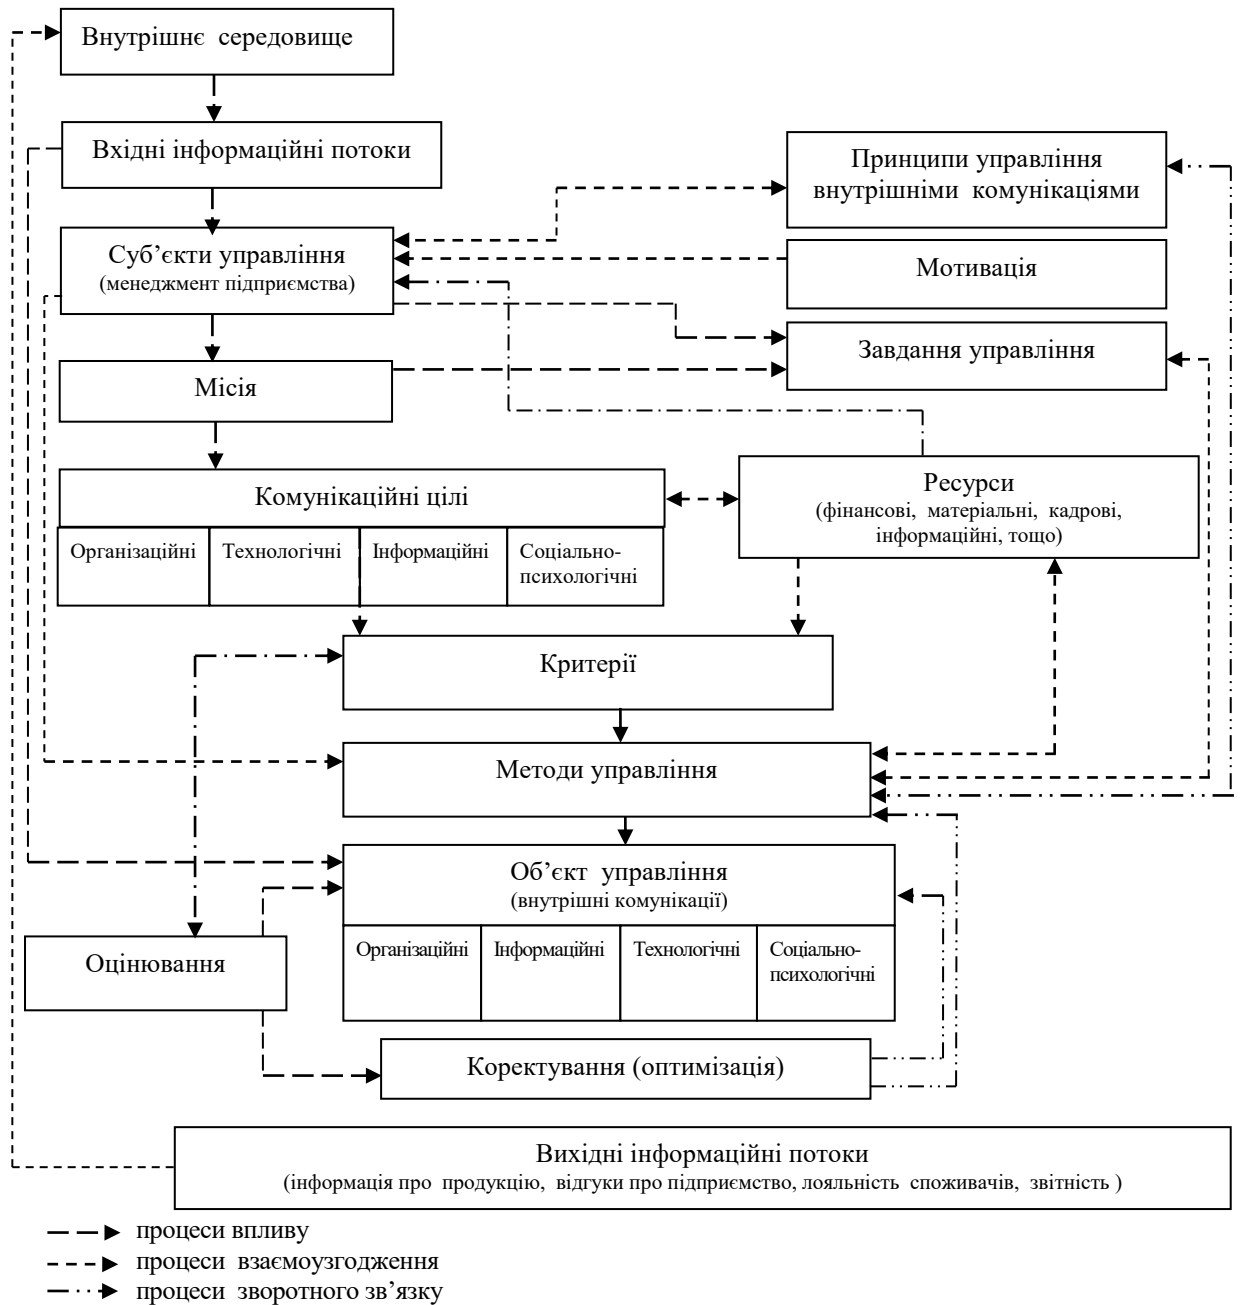 Внутрішнє середовище
Вхідні інформаційні потоки
Принципи управління
внутрішніми комунікаціями
Суб’єкти управління
(менеджмент підприємства)
Мотивація
Завдання управління
Місія
Комунікаційні цілі
Організаційні
Технологічні
Інформаційні
Соціально-
психологічні
Ресурси
(фінансові, матеріальні, кадрові,
інформаційні, тощо)
Критерії
Методи управління
Об’єкт управління
(внутрішні комунікації)
Організаційні
Інформаційні
Технологічні
Соціально-
психологічні
Оцінювання
Коректування (оптимізація)
Вихідні інформаційні потоки
(інформація про продукцію, відгуки про підприємство, лояльність споживачів, звітність )
процеси впливу
процеси взаємоузгодження
процеси зворотного зв’язку